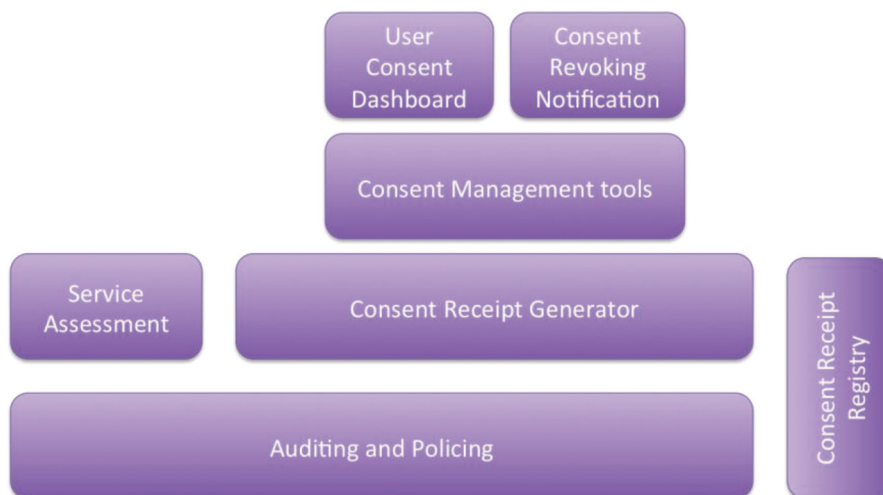 User
Consent
Dashboard
Consent
Revoking
Notification
Consent Management tools
Service
Assessment
Consent Receipt Generator
Consent Receipt
Registry
Auditing and Policing